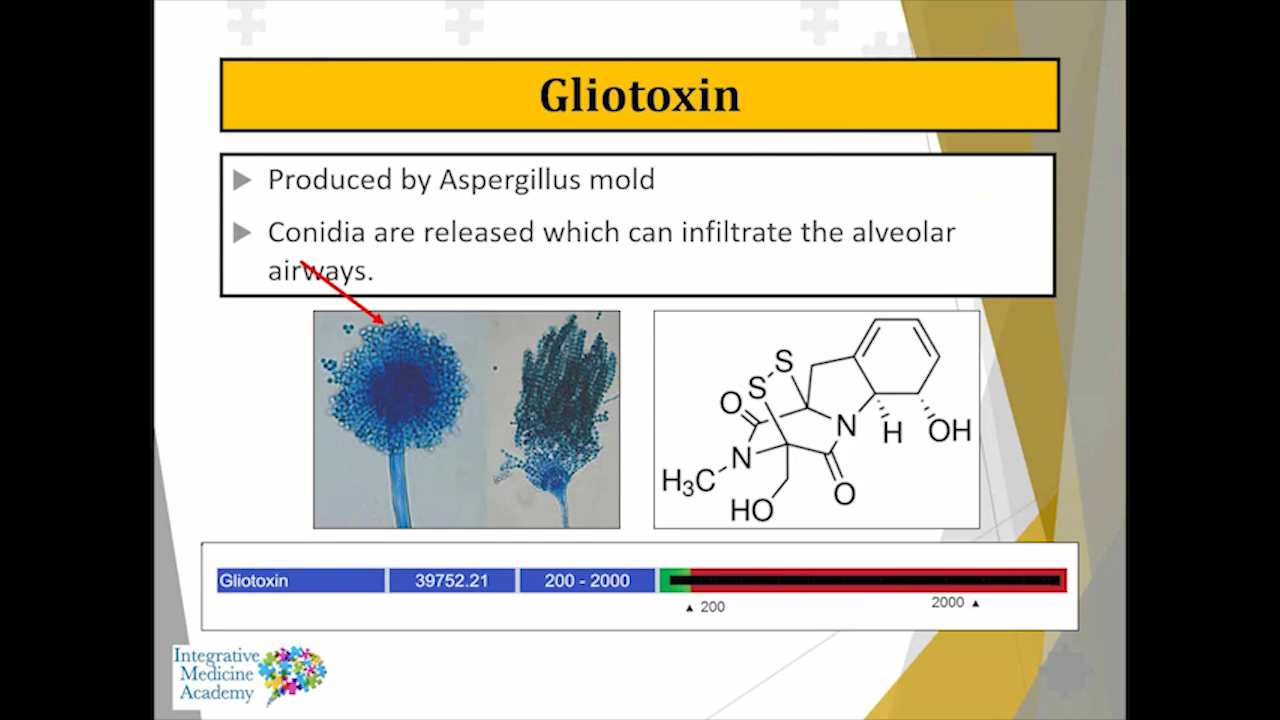 Gliotoxin
Produced by Aspergillus mold
Conidia are released which can infiltrate the alveolar
airways.
S
S
O
N
N
H
OH
H₃C
O
HO
Gliotoxin 39752.21 200 - 2000
▲ 200 2000 ▲
Integrative
Medicine
Academy